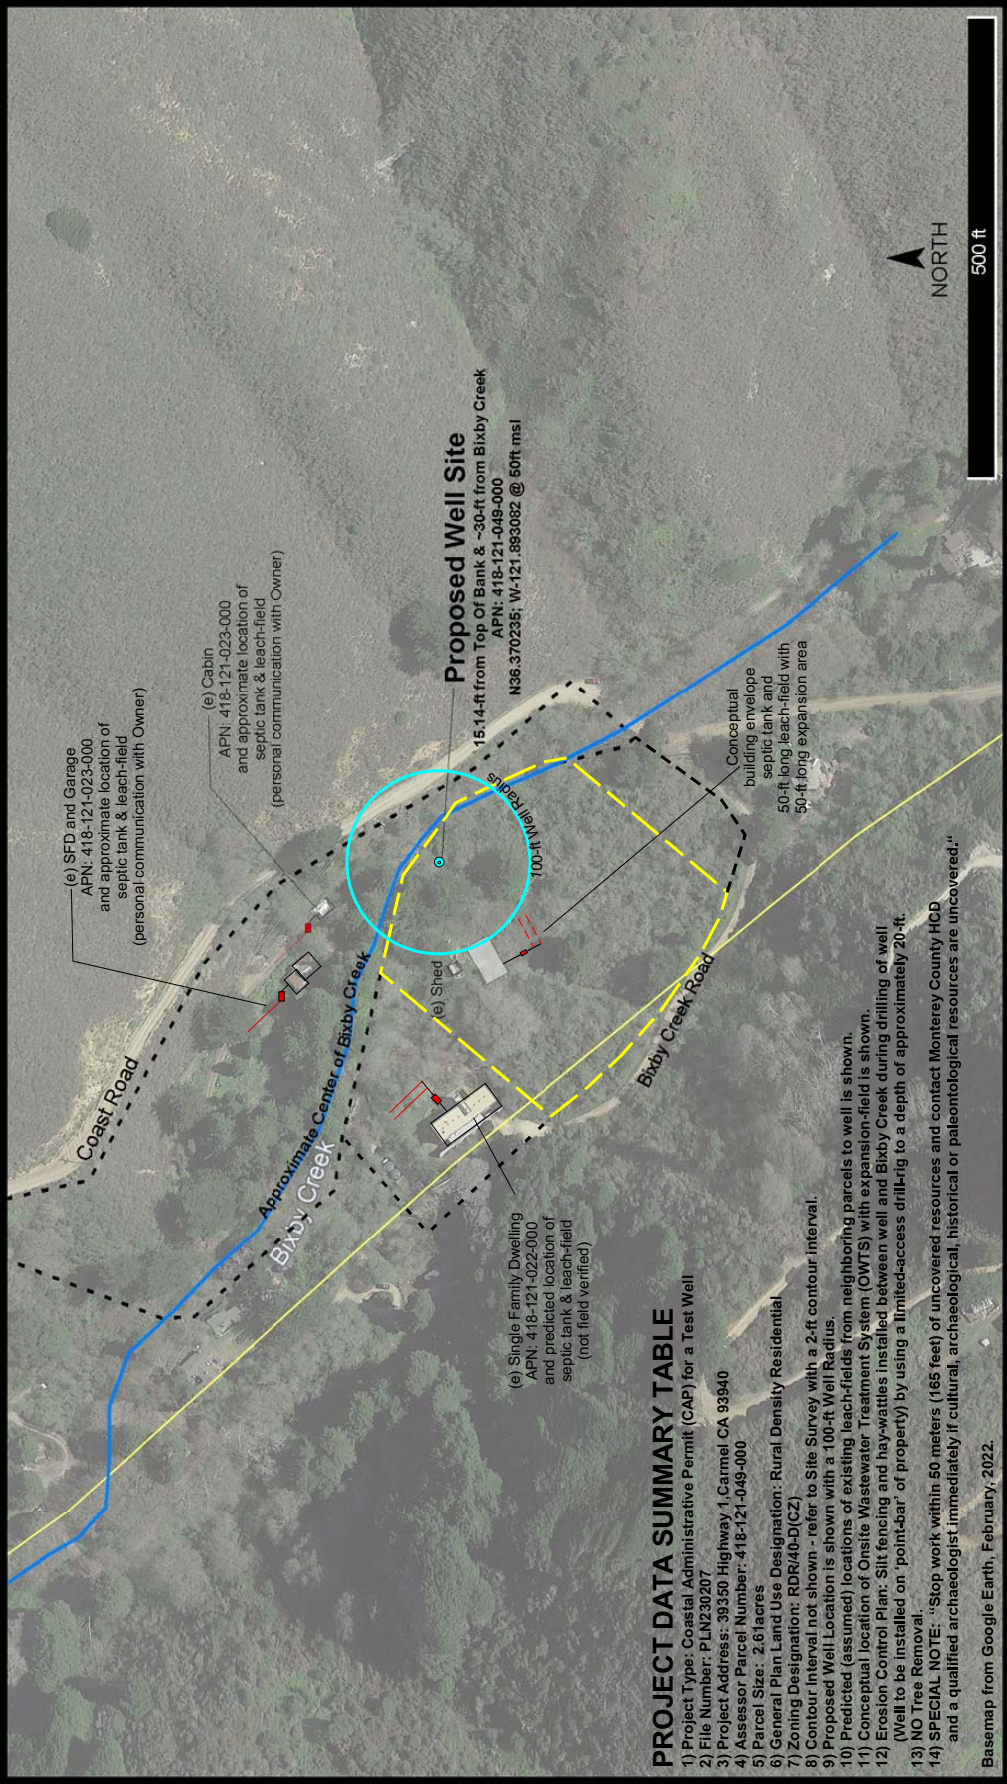 (e) SFD and Garage
APN: 418-121-023-000
and approximate location of
septic tank & leach-field
(personal communication with Owner)
(e) Cabin
APN: 418-121-023-000
and approximate location of
septic tank & leach-field
(personal communication with Owner)
Coast Road
Approximate Center of Bixby Creek
Bixby Creek
Proposed Well Site
15.14-ft from Top Of Bank & ~30-ft from Bixby Creek
APN: 418-121-049-000
N36.370235; W-121.893082 @ 50ft msl
100-ft Well Radius
(e) Shed
(e) Single Family Dwelling
APN: 418-121-022-000
and predicted location of
septic tank & leach-field
(not field verified)
Bixby Creek Road
Conceptual
building envelope
septic tank and
50-ft long leach-field with
50-ft long expansion area
NORTH
500 ft
PROJECT DATA SUMMARY TABLE
1) Project Type: Coastal Administrative Permit (CAP) for a Test Well
2) File Number: PLN230207
3) Project Address: 39350 Highway 1,Carmel CA 93940
4) Assessor Parcel Number: 418-121-049-000
5) Parcel Size: 2.61acres
6) General Plan Land Use Designation: Rural Density Residential
7) Zoning Designation: RDR/40-D(CZ)
8) Contour Interval not shown - refer to Site Survey with a 2-ft contour interval.
9) Proposed Well Location is shown with a 100-ft Well Radius.
10) Predicted (assumed) locations of existing leach-fields from neighboring parcels to well is shown.
11) Conceptual location of Onsite Wastewater Treatment System (OWTS) with expansion-field is shown.
12) Erosion Control Plan: Silt fencing and hay-wattles installed between well and Bixby Creek during drilling of well
(Well to be installed on 'point-bar' of property) by using a limited-access drill-rig to a depth of approximately 20-ft.
13) NO Tree Removal.
14) SPECIAL NOTE: "Stop work within 50 meters (165 feet) of uncovered resources and contact Monterey County HCD
and a qualified archaeologist immediately if cultural, archaeological, historical or paleontological resources are uncovered."
Basemap from Google Earth, February, 2022.